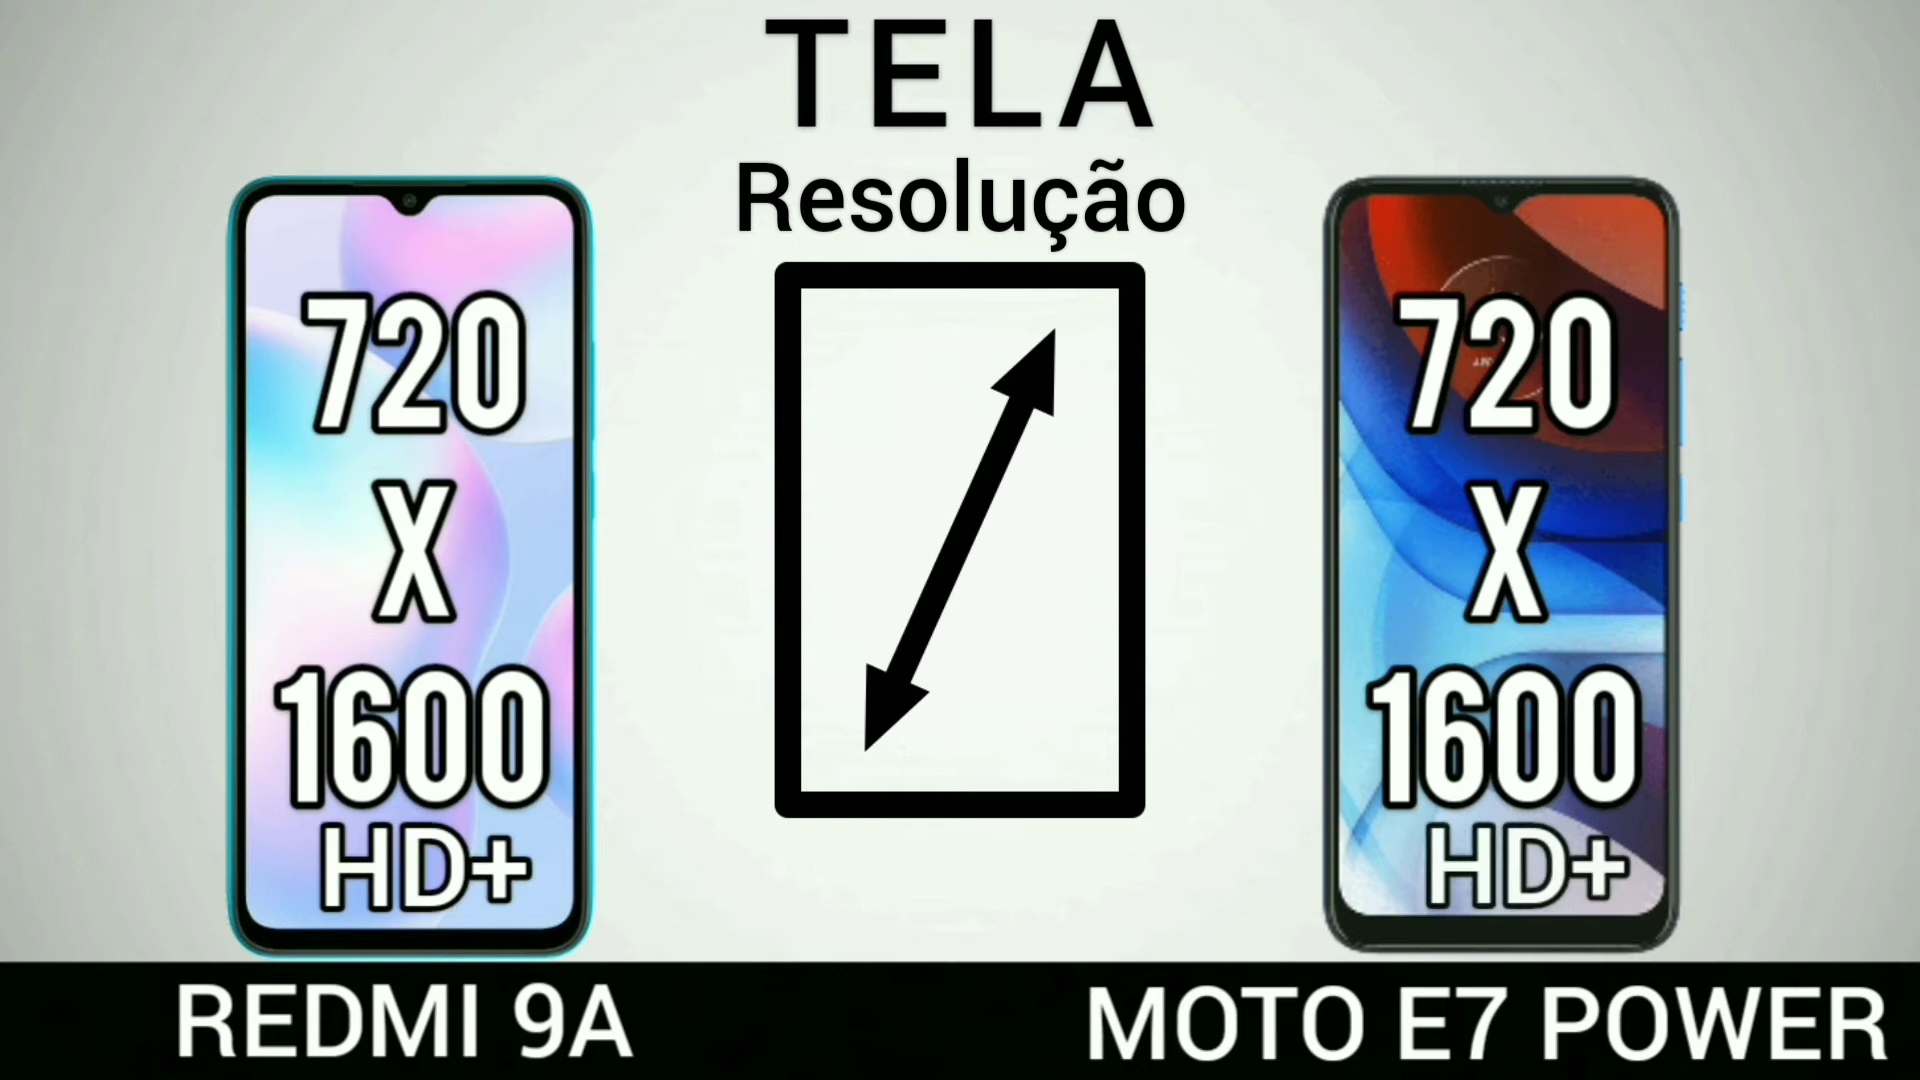 TELA
Resolução
720
X
1600
HD+
720
X
1600
HD+
REDMI 9A
MOTO E7 POWER